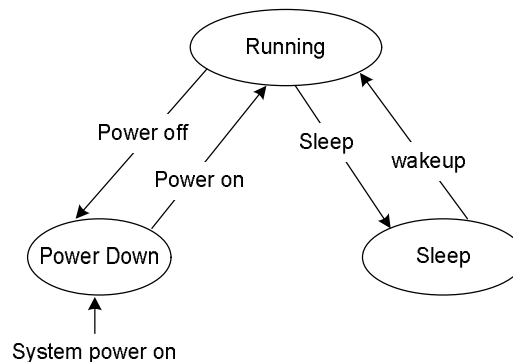 Running
Power off
Sleep
Power on
wakeup
Power Down
Sleep
System power on